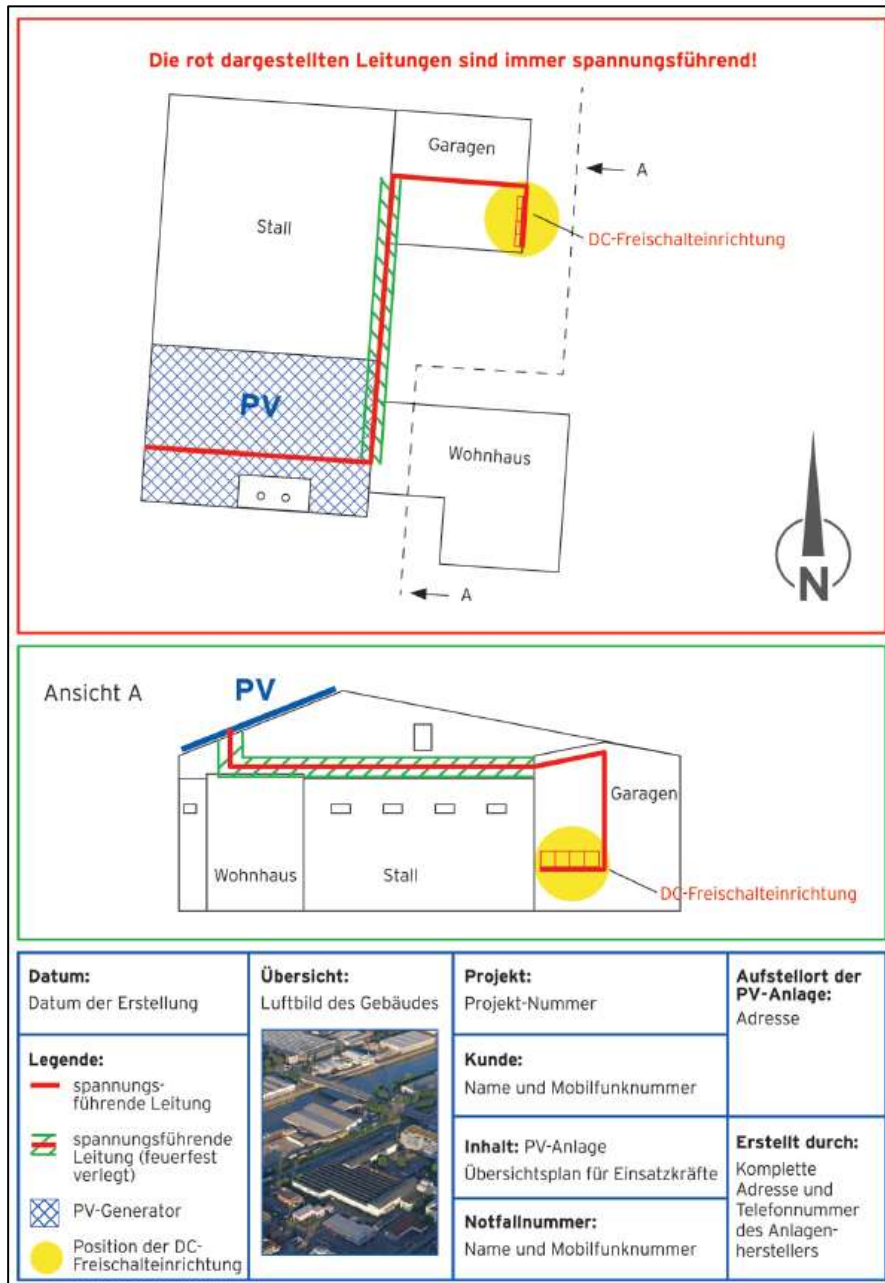 Die rot dargestellten Leitungen sind immer spannungsführend!
Garagen
A
Stall
DC-Freischalteinrichtung
PV
Wohnhaus
N
A
Ansicht A
PV
Garagen
Wohnhaus
Stall
DC-Freischalteinrichtung
Datum:
Datum der Erstellung
Übersicht:
Luftbild des Gebäudes
Projekt:
Projekt-Nummer
Aufstellort der
PV-Anlage:
Adresse
Legende:
spannungs-
führende Leitung
spannungsführende
Leitung (feuerfest
verlegt)
PV-Generator
Position der DC-
Freischalteinrichtung
Kunde:
Name und Mobilfunknummer
Inhalt: PV-Anlage
Übersichtsplan für Einsatzkräfte
Notfallnummer:
Name und Mobilfunknummer
Erstellt durch:
Komplette
Adresse und
Telefonnummer
des Anlagen-
herstellers